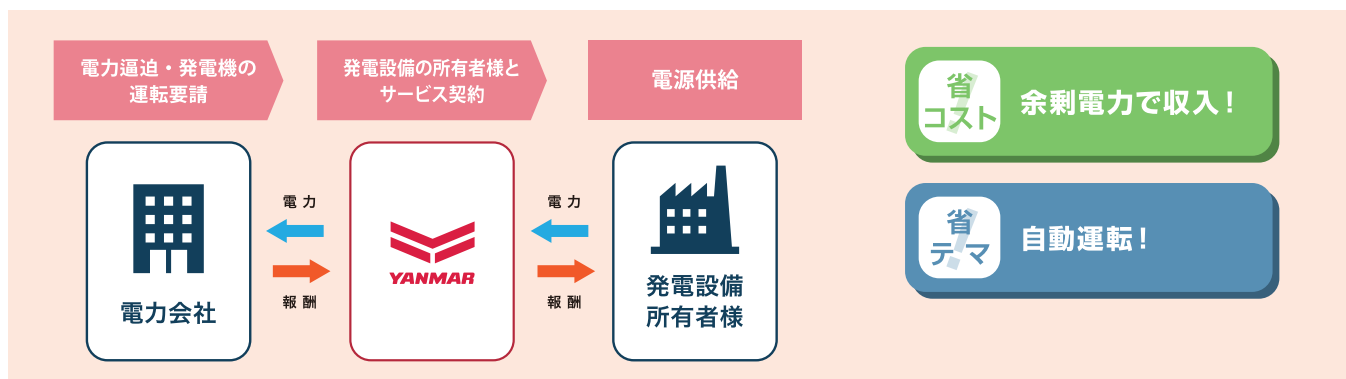 電力逼迫・発電機の
運転要請
発電設備の所有者様と
サービス契約
電源供給
電力会社
電力
報酬
YANMAR
電力
報酬
発電設備
所有者様
省
コスト
余剰電力で収入!
省
テマ
自動運転!